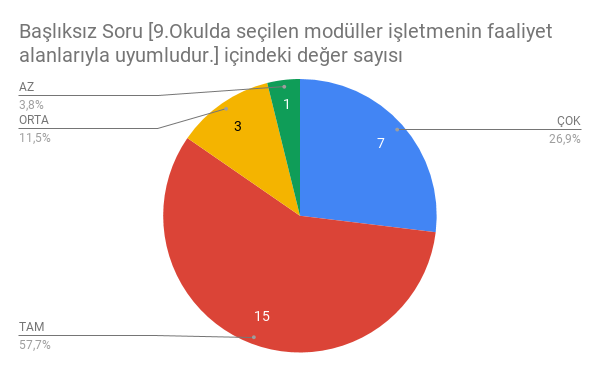 Başlıksız Soru [9.Okulda seçilen modüller işletmenin faaliyet
alanlarıyla uyumludur.] içindeki değer sayısı
AZ
3,8%
1
ORTA
11,5%
3
ÇOK
26,9%
7
15
TAM
57,7%